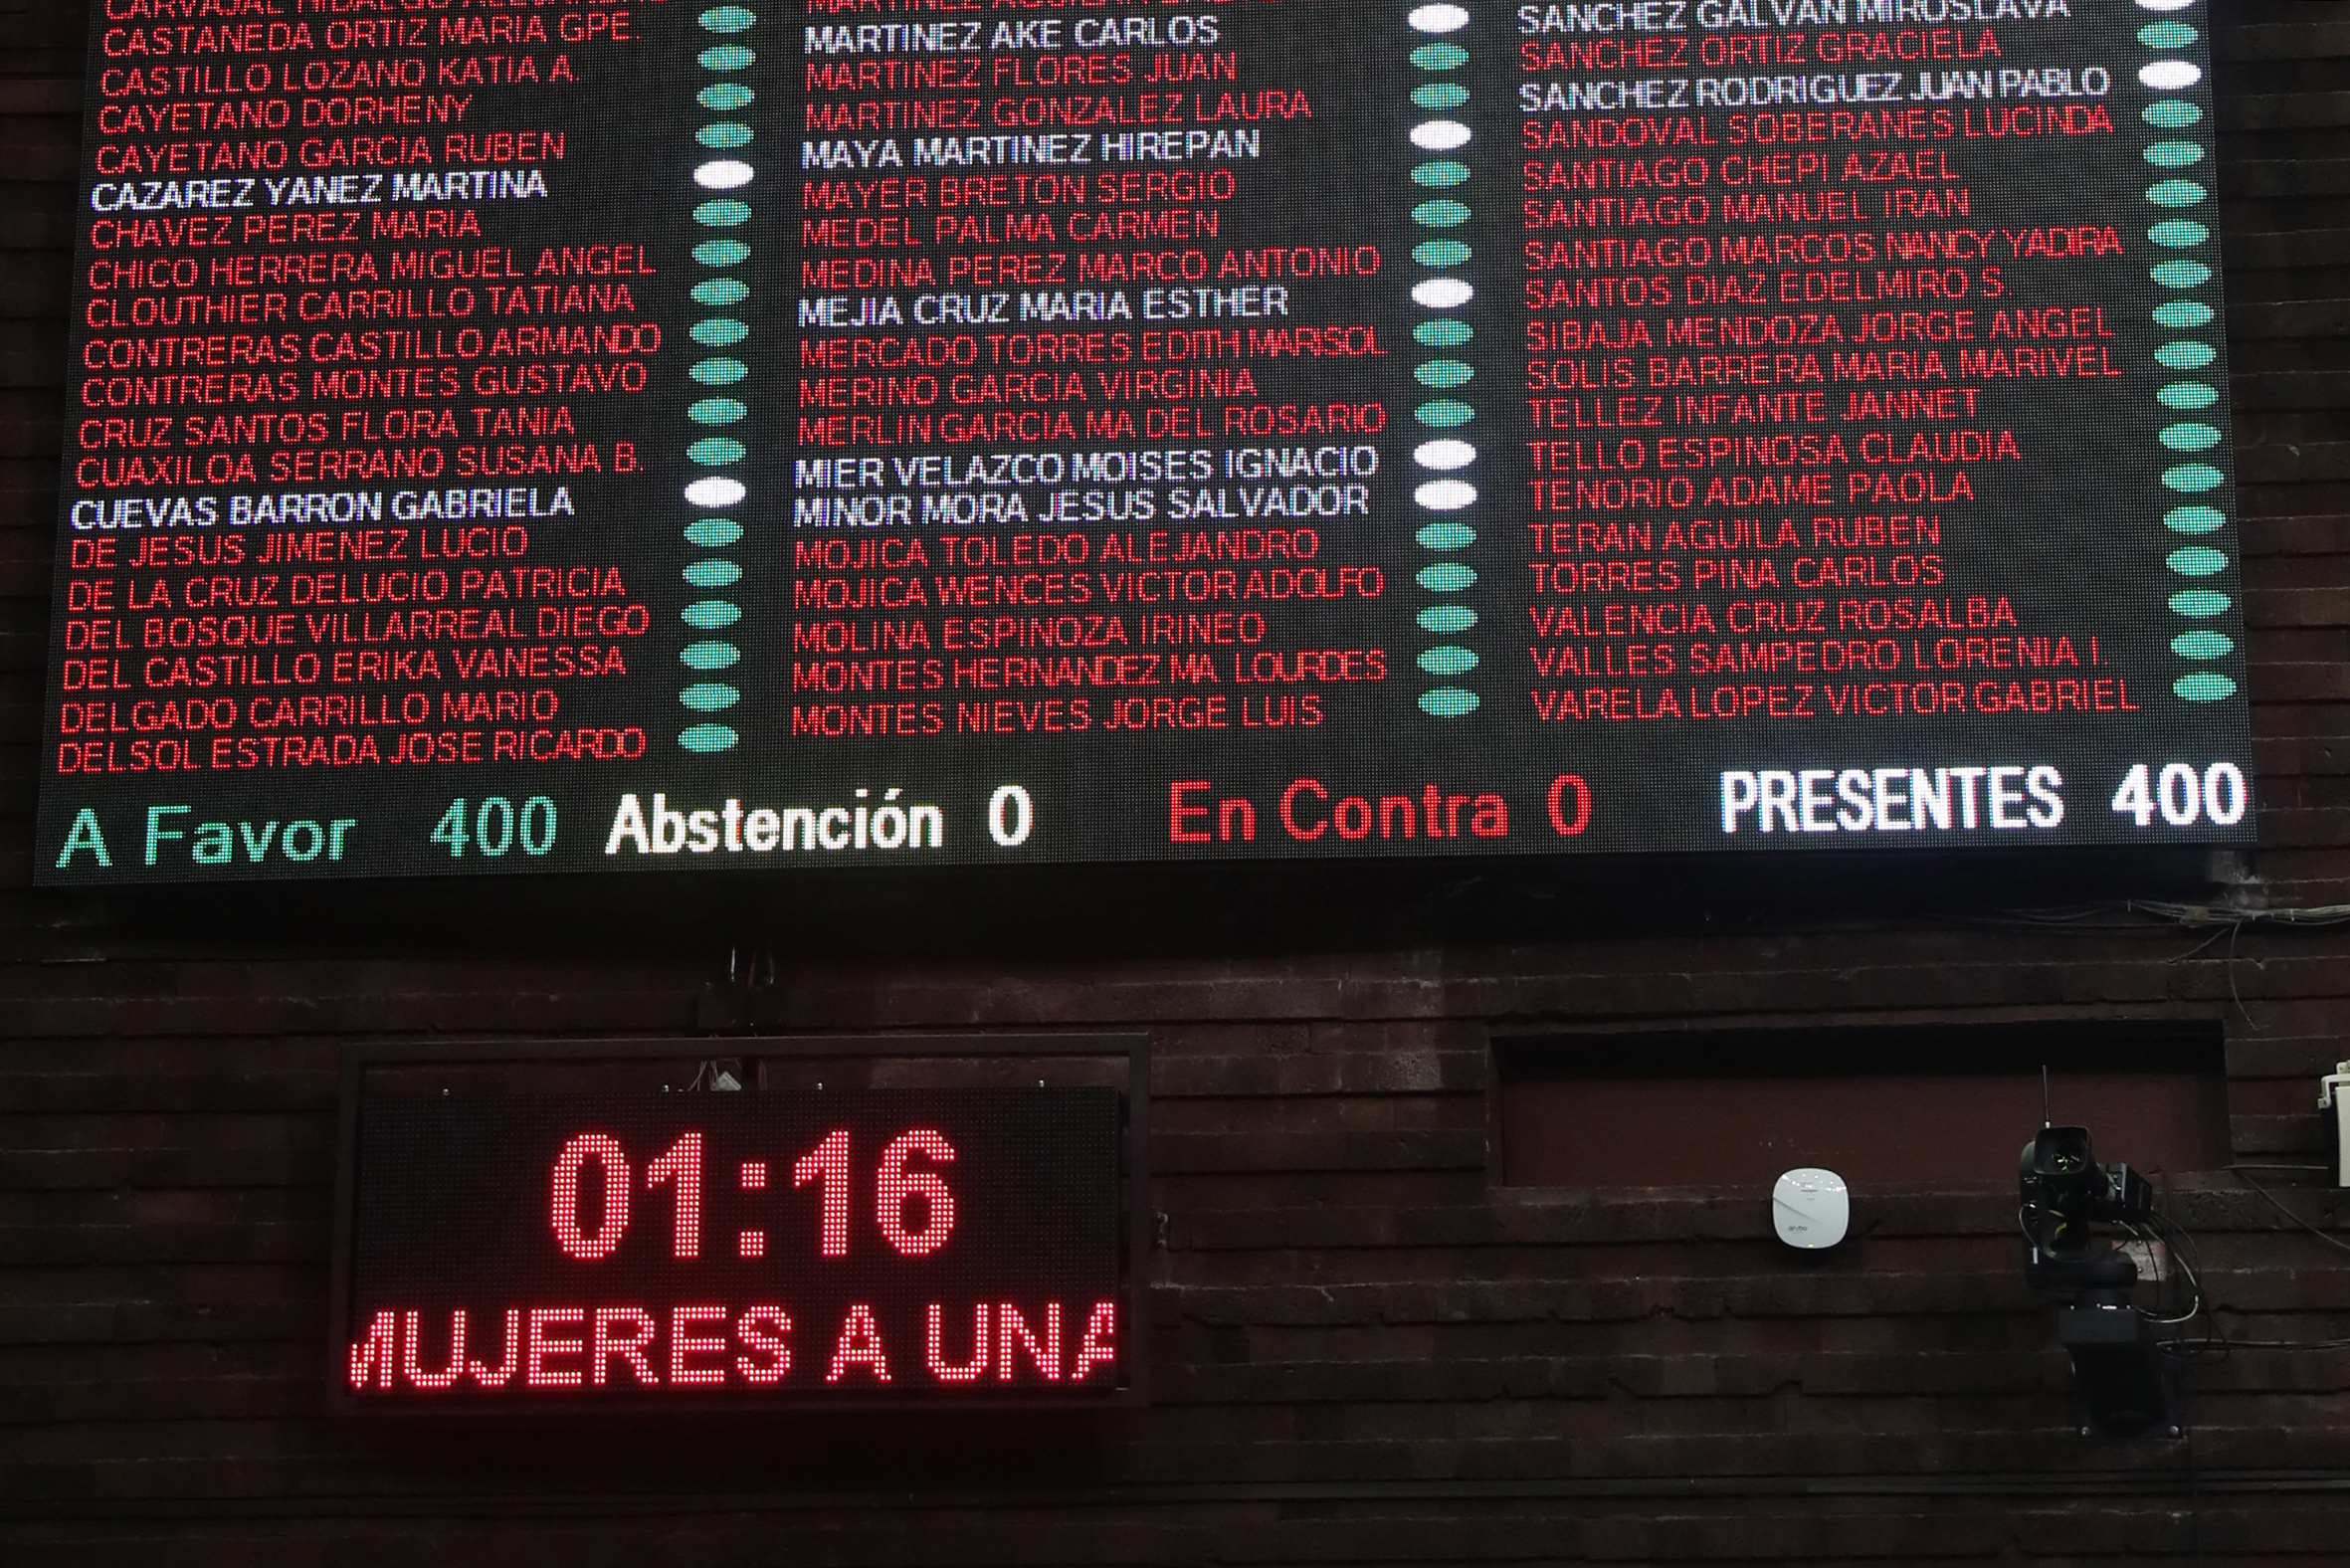 CARVAJAL HIDALGO
CASTANEDA ORTIZ MARIA GPE.
CASTILLO LOZANO KATIA A.
CAYETANO DORHENY
CAYETANO GARCIA RUBEN
CAZAREZ YANEZ MARTINA
CHAVEZ PEREZ MARIA
CHICO HERRERA MIGUEL ANGEL
CLOUTHIER CARRILLO TATIANA
CONTRERAS CASTILLO ARMANDO
CONTRERAS MONTES GUSTAVO
CRUZ SANTOS FLORA TANIA
CUAXILOA SERRANO SUSANA B.
CUEVAS BARRON GABRIELA
DE JESUS JIMENEZ LUCIO
DE LA CRUZ DELUCIO PATRICIA
DEL BOSQUE VILLARREAL DIEGO
DEL CASTILLO ERIKA VANESSA
DELGADO CARRILLO MARIO
DELSOL ESTRADA JOSE RICARDO
MARTINEZ AGUILAR
MARTINEZ AKE CARLOS
MARTINEZ FLORES JUAN
MARTINEZ GONZALEZ LAURA
MAYA MARTINEZ HIREPAN
MAYER BRETON SERGIO
MEDEL PALMA CARMEN
MEDINA PEREZ MARCO ANTONIO
MEJIA CRUZ MARIA ESTHER
MERCADO TORRES EDITH MARISOL
MERINO GARCIA VIRGINIA
MERLIN GARCIA MA DEL ROSARIO
MIER VELAZCO MOISES IGNACIO
MINOR MORA JESUS SALVADOR
MOJICA TOLEDO ALEJANDRO
MOJICA WENCES VICTOR ADOLFO
MOLINA ESPINOZA IRINEO
MONTES HERNANDEZ MA. LOURDES
MONTES NIEVES JORGE LUIS
SANCHEZ GALVAN MIROSLAVA
SANCHEZ ORTIZ GRACIELA
SANCHEZ RODRIGUEZ JUAN PABLO
SANDOVAL SOBERANES LUCINDA
SANTIAGO CHEPI AZAEL
SANTIAGO MANUEL IRAN
SANTIAGO MARCOS NANCY YADIRA
SANTOS DIAZ EDELMIRO S.
SIBAJA MENDOZA JORGE ANGEL
SOLIS BARRERA MARIA MARIVEL
TELLEZ INFANTE JANNET
TELLO ESPINOSA CLAUDIA
TENORIO ADAME PAOLA
TERAN AGUILA RUBEN
TORRES PINA CARLOS
VALENCIA CRUZ ROSALBA
VALLES SAMPEDRO LORENIA I.
VARELA LOPEZ VICTOR GABRIEL
A Favor 400 Abstención 0 En Contra 0 PRESENTES 400
01:16
MUJERES A UNA